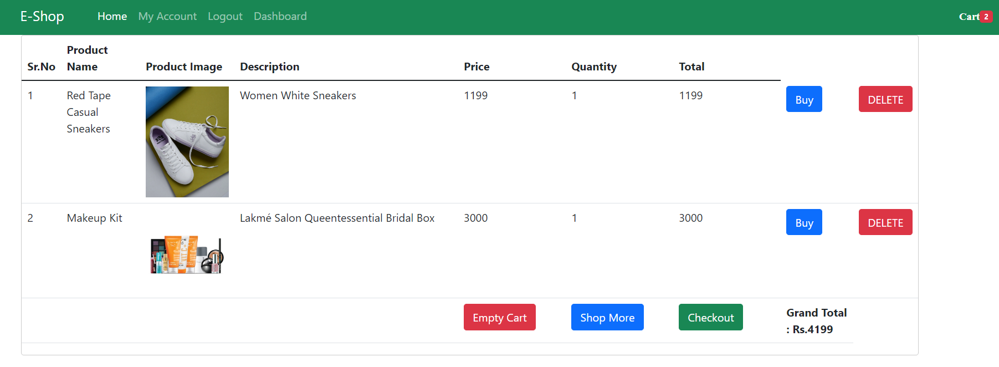 E-Shop Home My Account Logout Dashboard Cart 2
Product
Sr.No Name Product Image Description Price Quantity Total
1 Red Tape Women White Sneakers 1199 1 1199 Buy DELETE
Casual
Sneakers
2 Makeup Kit Lakmé Salon Queentessential Bridal Box 3000 1 3000 Buy DELETE
VIT C+ VIT C+
Empty Cart Shop More Checkout Grand Total
: Rs.4199